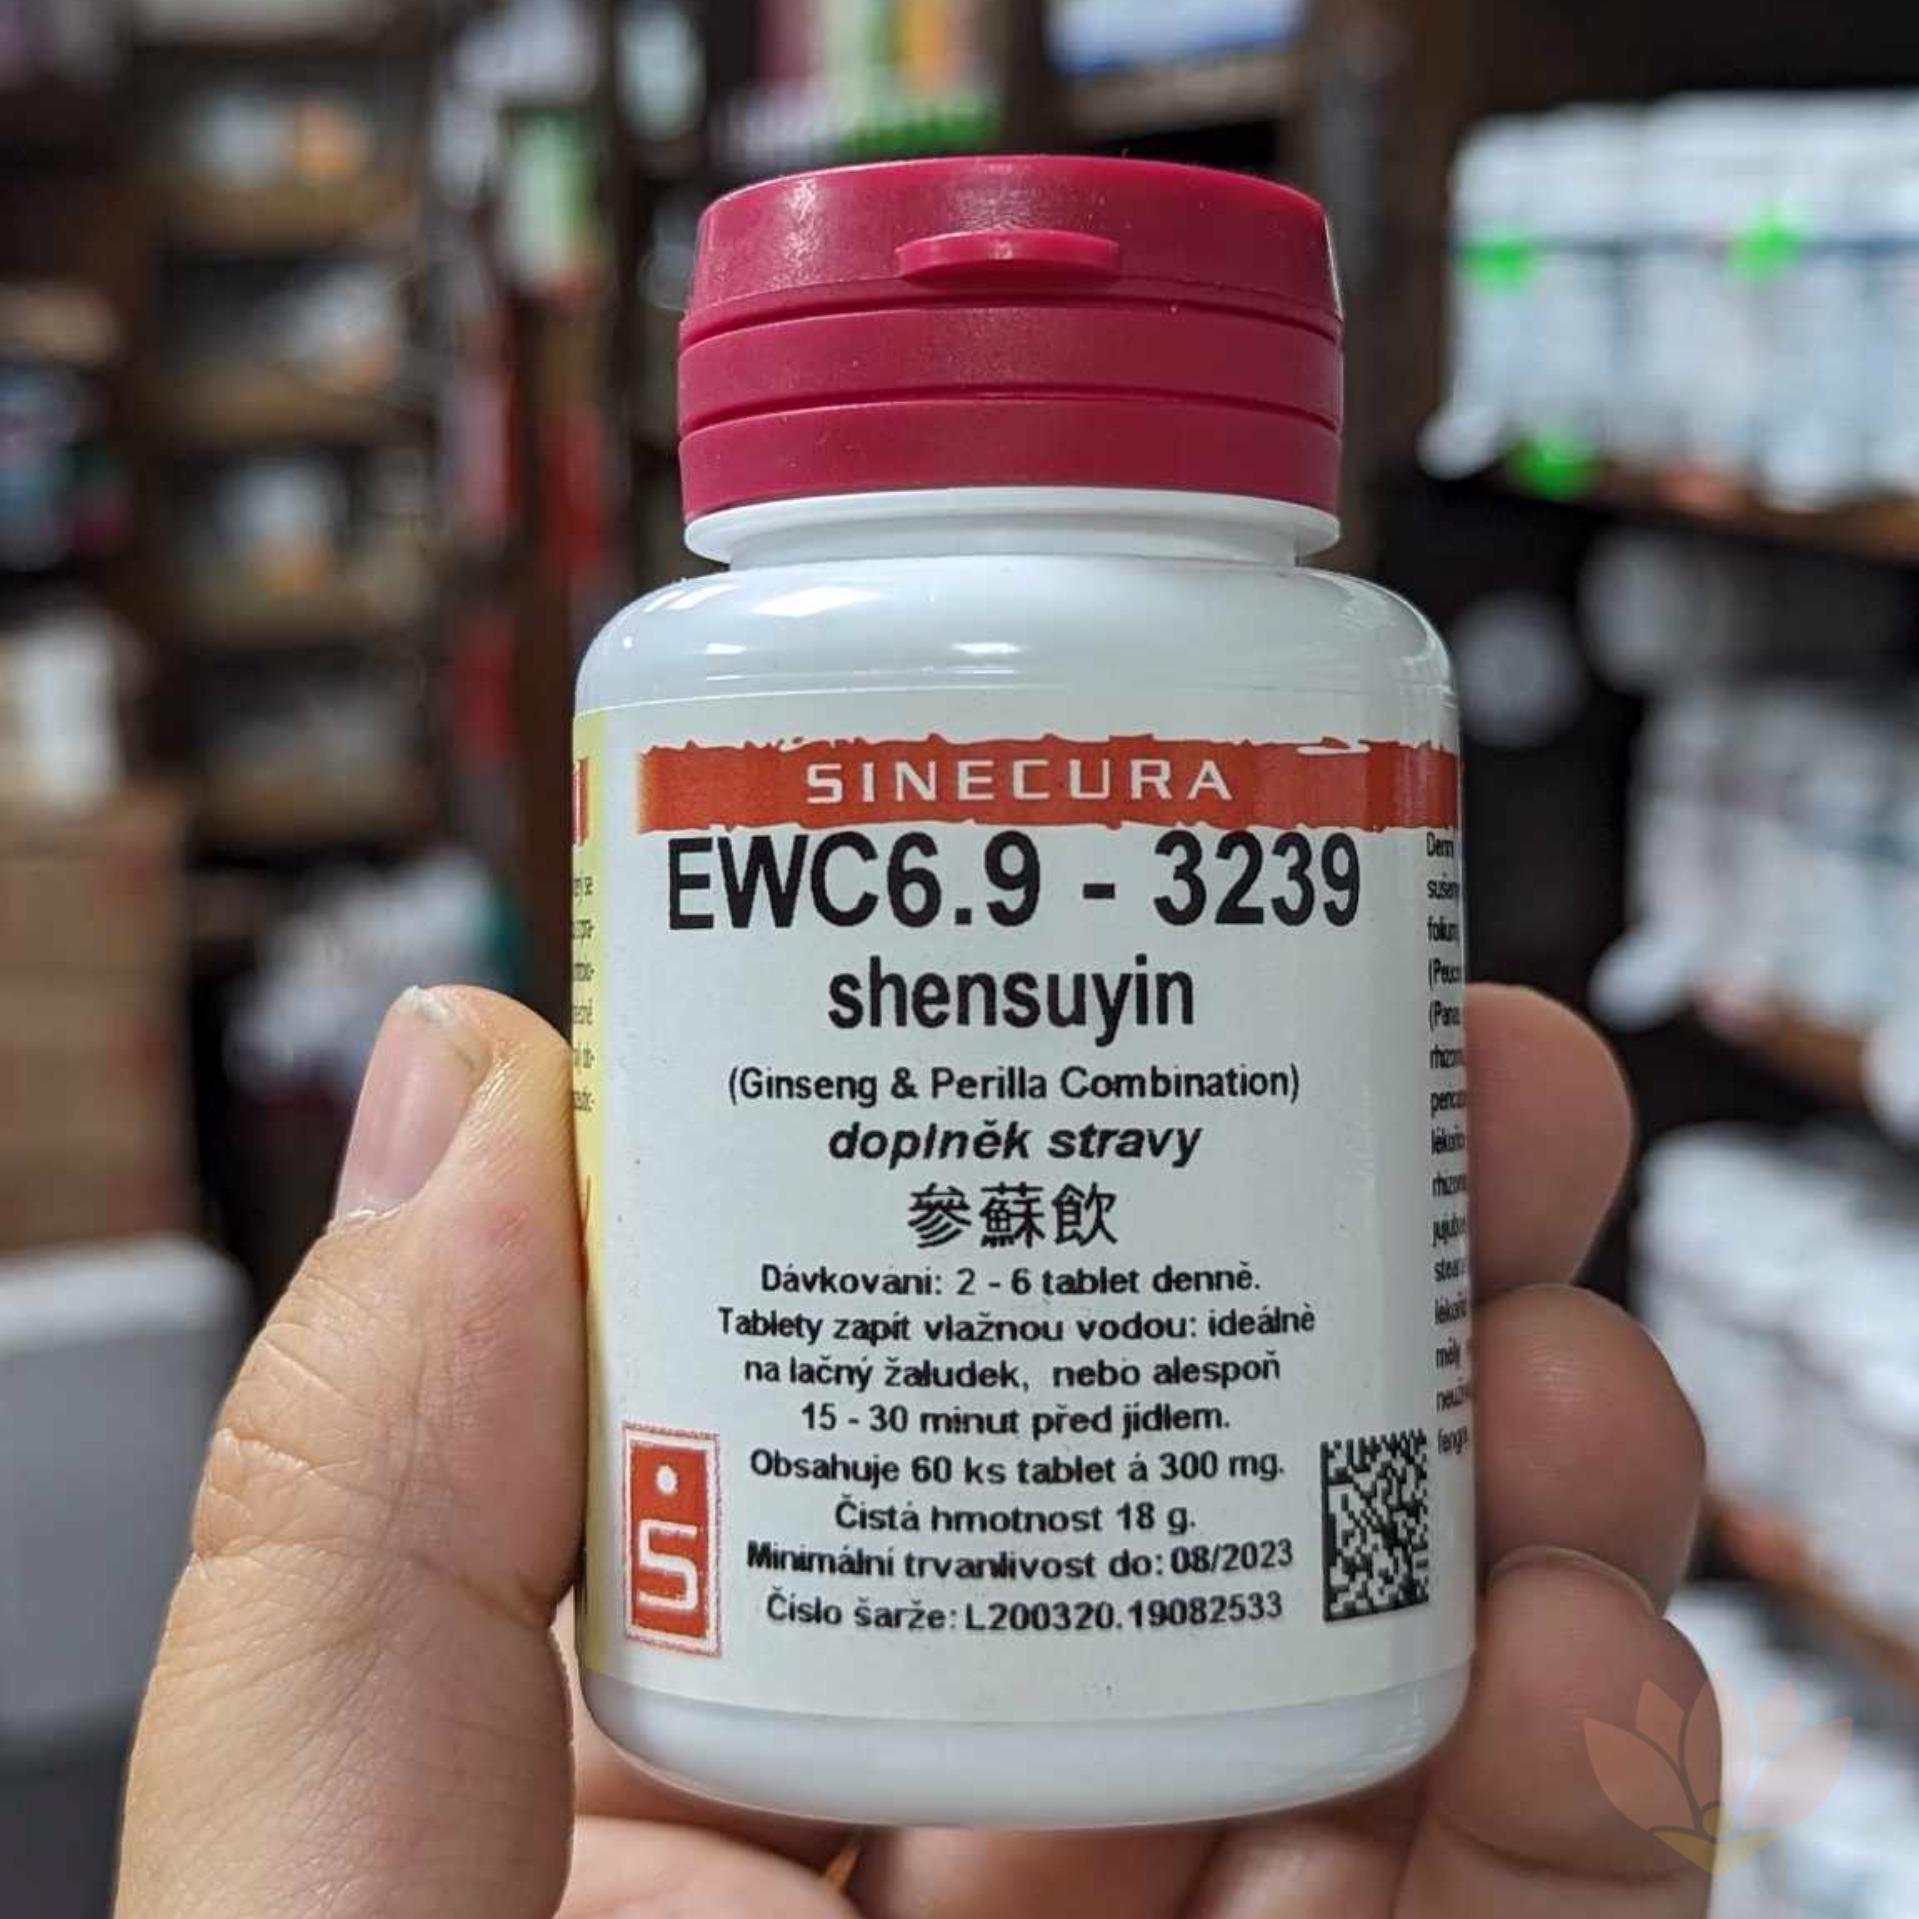 SINECURA
EWC6.9 - 3239
shensuyin
(Ginseng & Perilla Combination)
doplněk stravy
參蘇飲
Dávkování: 2 - 6 tablet denně.
Tablety zapít vlažnou vodou: ideálně
na lačný žaludek, nebo alespoň
15 - 30 minut před jídlem.
Obsahuje 60 ks tablet á 300 mg.
Čistá hmotnost 18 g.
Minimální trvanlivost do: 08/2023
Číslo šarže: L200320.19082533
S